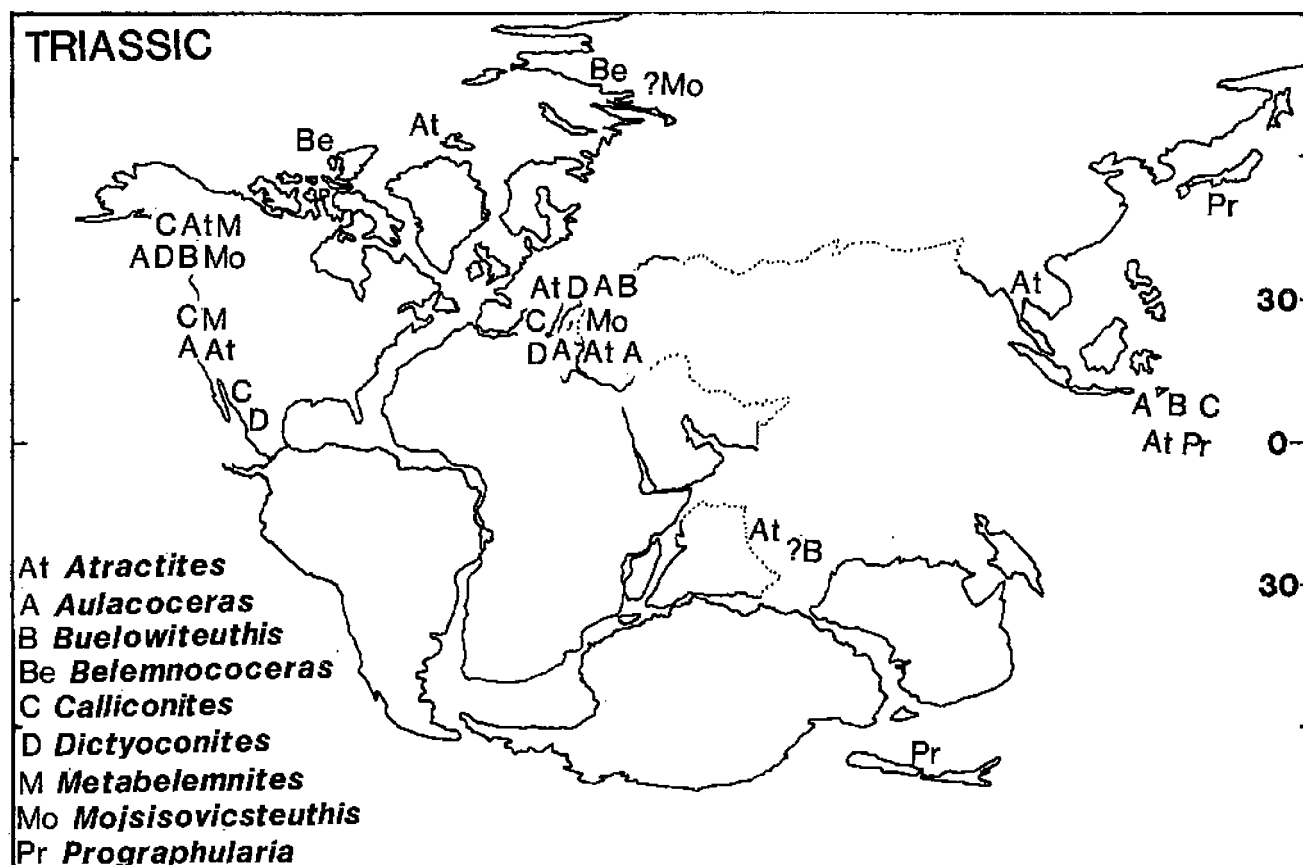 TRIASSIC
Be ?Mo
At
Be
Pr
C At M
A D B Mo
At D A B
At
30
C M
C Mo
A At
D A At A
C
D
A B C
At Pr
0
At
?B
30
Pr
At Atractites
A Aulacoceras
B Buelowiteuthis
Be Belemnococeras
C Calliconites
D Dictyoconites
M Metabelemnites
Mo Mojsisovicsteuthis
Pr Prographularia